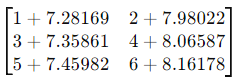 1 + 7.28169 2 + 7.98022
3 + 7.35861 4 + 8.06587
5 + 7.45982 6 + 8.16178